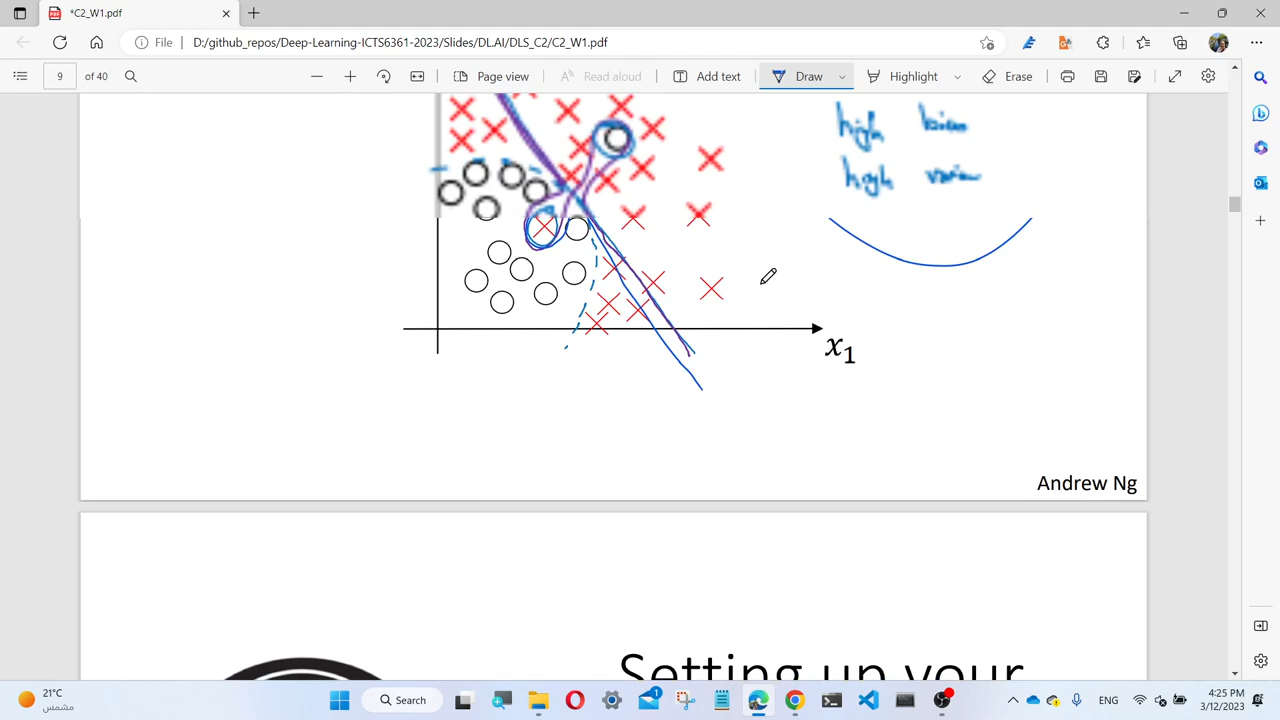 *C2_W1.pdf
File
D:/github_repos/Deep-Learning-ICTS6361-2023/Slides/DL.AI/DLS_C2/C2_W1.pdf
9 of 40
Page view
Read aloud
Add text
Draw
Highlight
Erase
high bias
high
x1
Andrew Ng
Setting up your
21°C
مشمس
Search
1
ENG
4:25 PM
3/12/2023